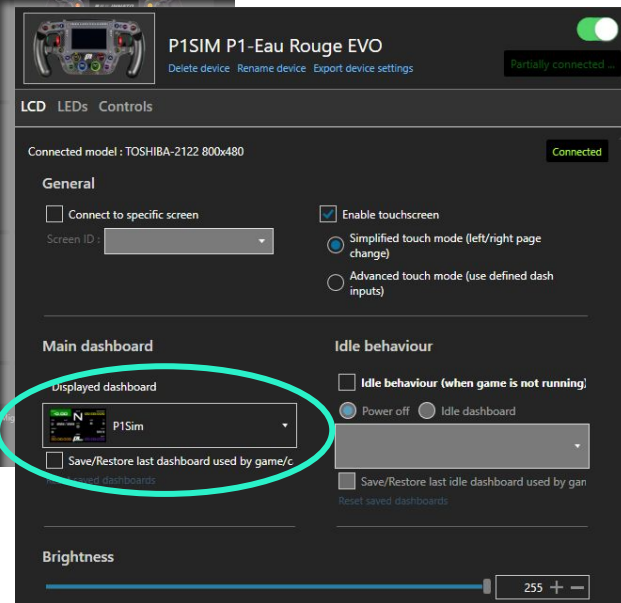 P1SIM P1-Eau Rouge EVO
Delete device Rename device Export device settings
Partially connected ...
LCD LEDs Controls
Connected model : TOSHIBA-2122 800x480
Connected
General
Connect to specific screen
Screen ID :
Enable touchscreen
Simplified touch mode (left/right page
change)
Advanced touch mode (use defined dash
inputs)
Main dashboard
Displayed dashboard
N
P1Sim
Save/Restore last dashboard used by game/c
Reset saved dashboards
Idle behaviour
Idle behaviour (when game is not running)
Power off Idle dashboard
Save/Restore last idle dashboard used by gam
Reset saved dashboards
Brightness
255 + −